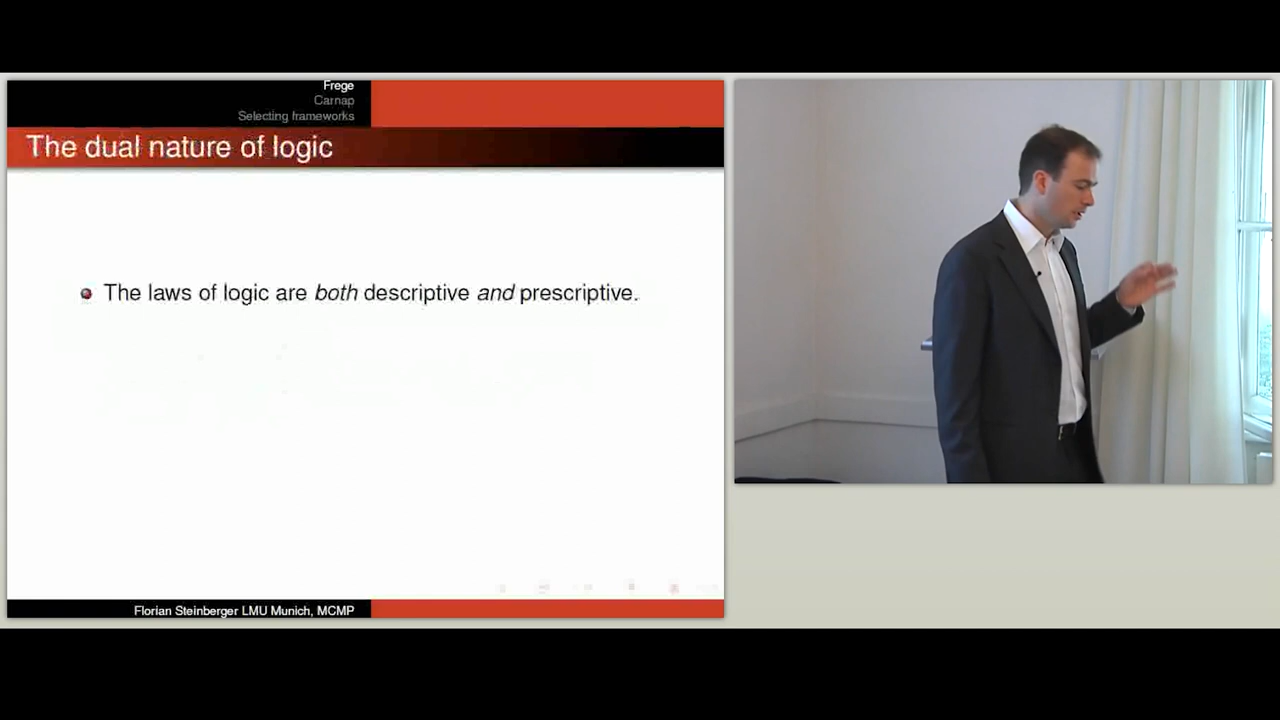 Frege
Carnap
Selecting frameworks
The dual nature of logic
The laws of logic are both descriptive and prescriptive.
Florian Steinberger LMU Munich, MCMP